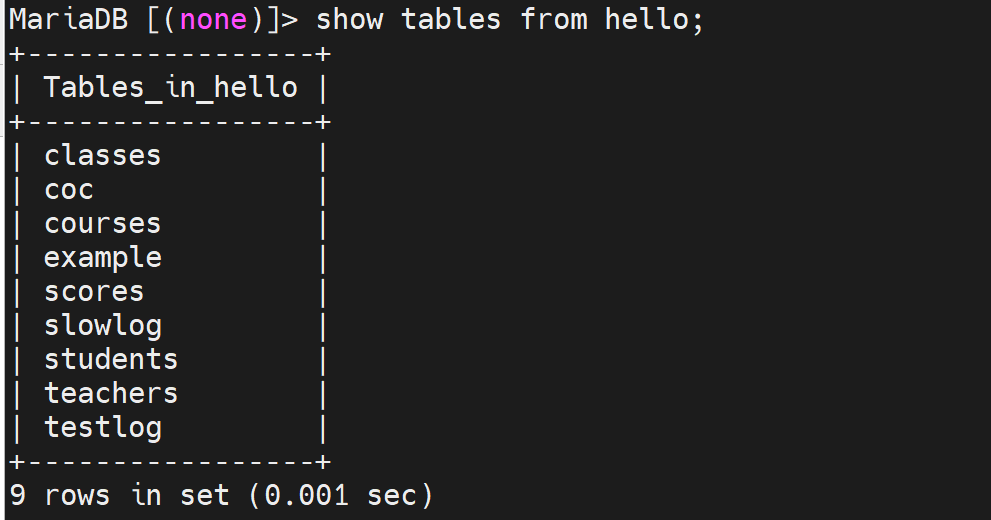 MariaDB [(none)]> show tables from hello;
+-----------------+
| Tables_in_hello |
+-----------------+
| classes         |
| coc             |
| courses         |
| example         |
| scores          |
| slowlog         |
| students        |
| teachers        |
| testlog         |
+-----------------+
9 rows in set (0.001 sec)